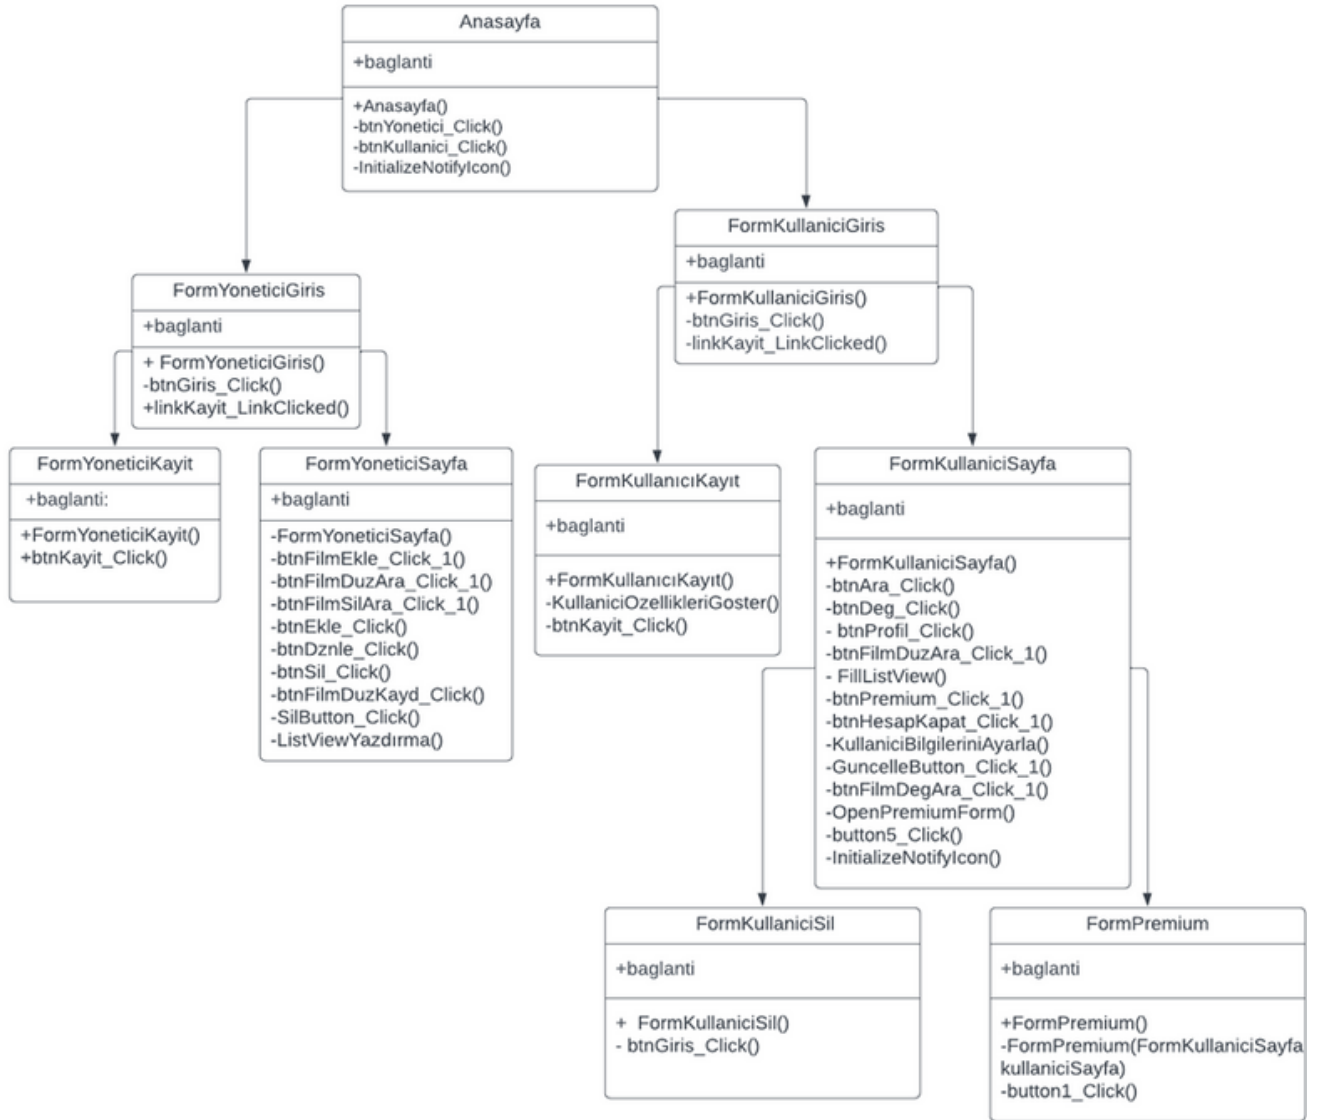 Anasayfa
+baglanti
+Anasayfa()
-btnYonetici_Click()
-btnKullanici_Click()
-InitializeNotifyIcon()
FormKullaniciGiris
+baglanti
+FormKullaniciGiris()
-btnGiris_Click()
-linkKayit_LinkClicked()
FormYoneticiGiris
+baglanti
+ FormYoneticiGiris()
-btnGiris_Click()
+linkKayit_LinkClicked()
FormYoneticiKayit
+baglanti:
+FormYoneticiKayit()
+btnKayit_Click()
FormYoneticiSayfa
+baglanti
-FormYoneticiSayfa()
-btnFilmEkle_Click_1()
-btnFilmDuzAra_Click_1()
-btnFilmSilAra_Click_1()
-btnEkle_Click()
-btnDznle_Click()
-btnSil_Click()
-btnFilmDuzKayd_Click()
-SilButton_Click()
-ListViewYazdırma()
FormKullanıcıKayıt
+baglanti
+FormKullanıcıKayıt()
-KullaniciOzellikleriGoster()
-btnKayit_Click()
FormKullaniciSayfa
+baglanti
+FormKullaniciSayfa()
-btnAra_Click()
-btnDeg_Click()
- btnProfil_Click()
-btnFilmDuzAra_Click_1()
- FillListView()
-btnPremium_Click_1()
-btnHesapKapat_Click_1()
-KullaniciBilgileriniAyarla()
-GuncelleButton_Click_1()
-btnFilmDegAra_Click_1()
-OpenPremiumForm()
-button5_Click()
-InitializeNotifyIcon()
FormKullaniciSil
+baglanti
+  FormKullaniciSil()
- btnGiris_Click()
FormPremium
+baglanti
+FormPremium()
-FormPremium(FormKullaniciSayfa
kullaniciSayfa)
-button1_Click()